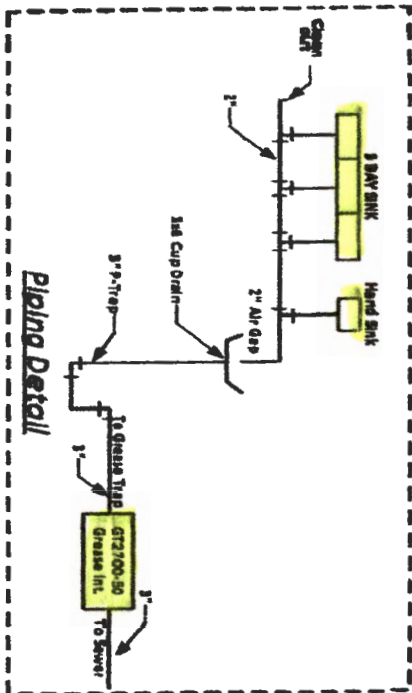 Clean
out
3 BAY SINK
Hand Sink
2"
2" Air Gap
3x6 Cup Drain
3" P-Trap
To Grease Trap
3"
GT2700-50
Grease Int.
3"
To Sewer
Piping Detail